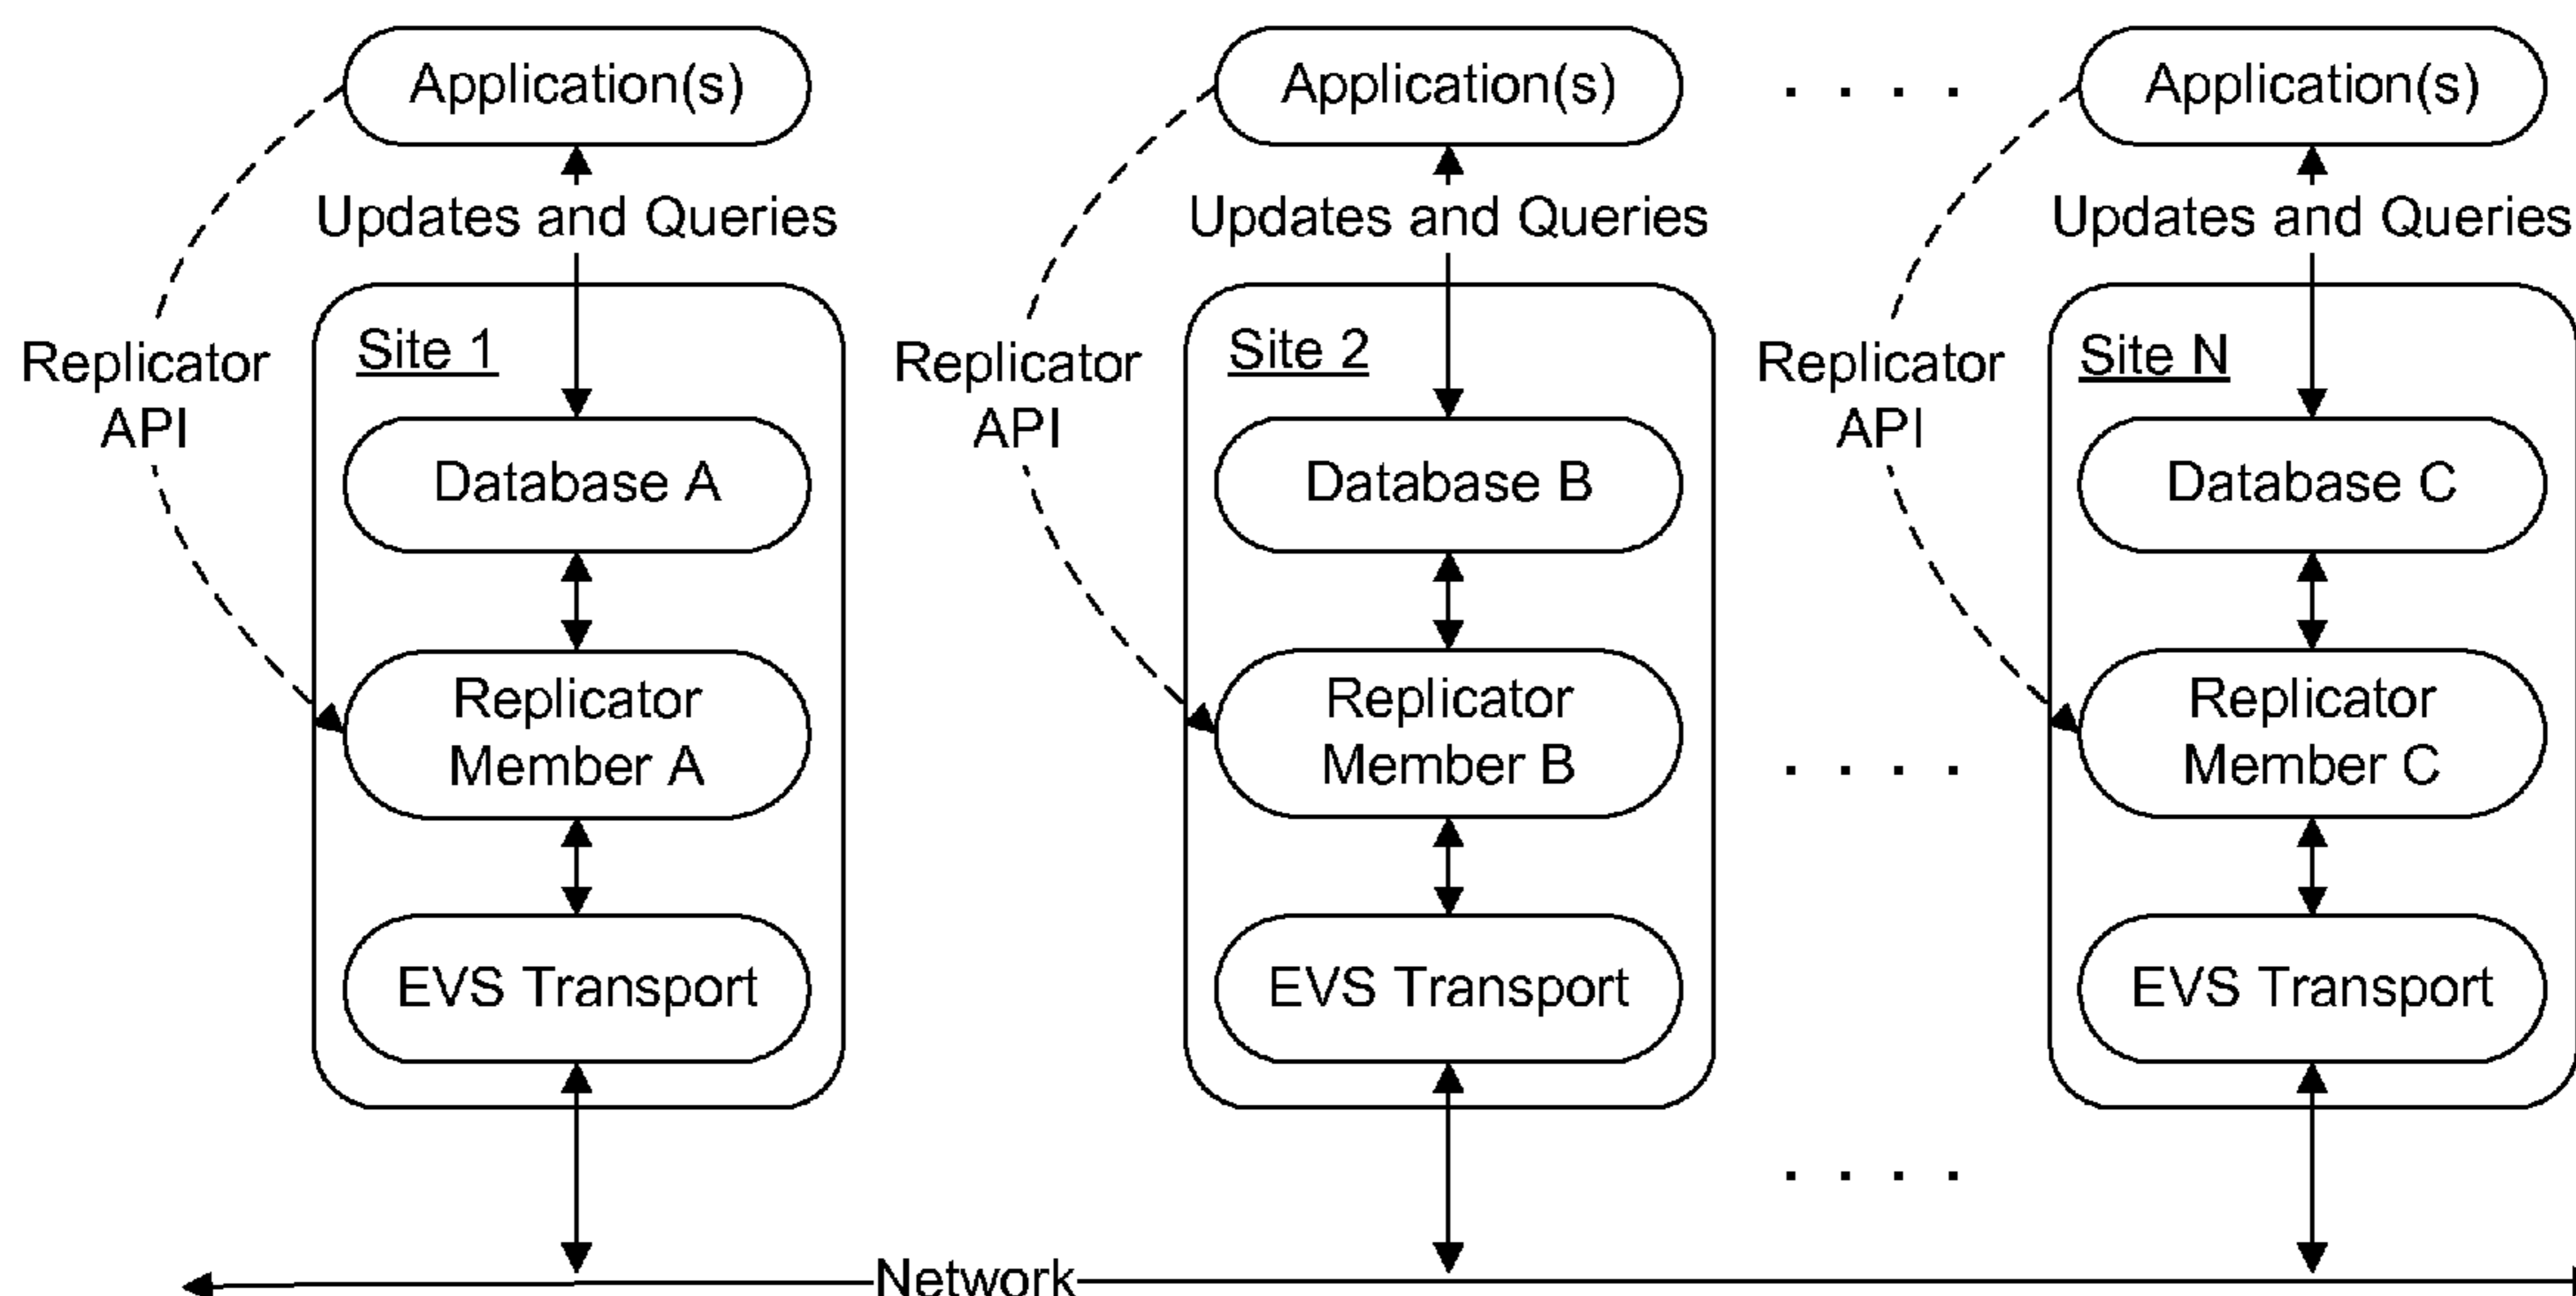 Application(s)
Application(s)
. . . .
Application(s)
Updates and Queries
Updates and Queries
Updates and Queries
Site 1
Site 2
Site N
Replicator
API
Replicator
API
Replicator
API
Database A
Database B
Database C
Replicator
Member A
Replicator
Member B
. . . .
Replicator
Member C
EVS Transport
EVS Transport
EVS Transport
. . . .
Network